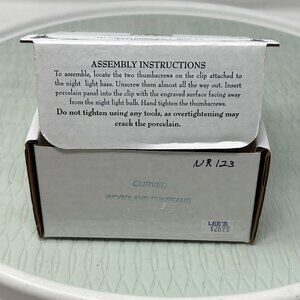 ASSEMBLY INSTRUCTIONS
To assemble, locate the two thumbscrews on the clip attached to
the night light base. Unscrew them almost all the way out. Insert
porcelain panel into the clip with the engraved surface facing away
from the night light bulb. Hand tighten the thumbscrews.
Do not tighten using any tools, as overtightening may
crack the porcelain.
NR 123
CURVED
WOODLAND SUNBEAMS
LEE'S